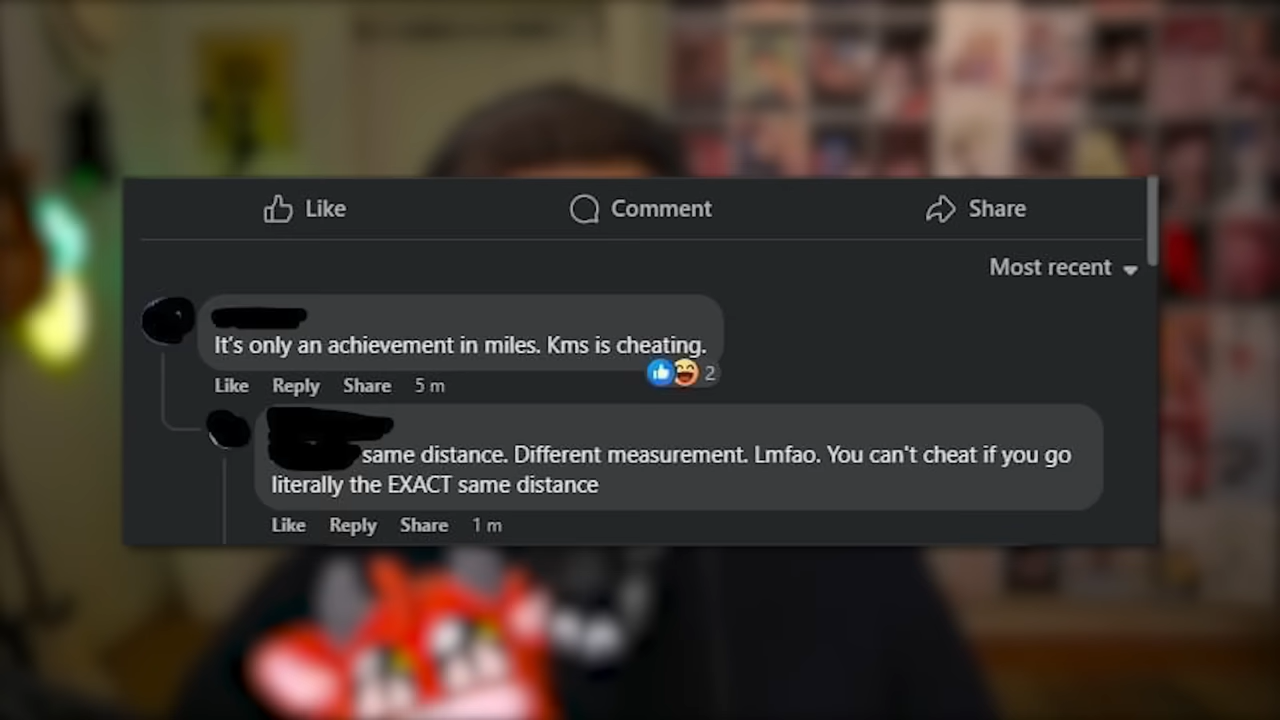 Like Comment Share
Most recent
It's only an achievement in miles. Kms is cheating.
2
Like Reply Share 5 m
same distance. Different measurement. Lmfao. You can't cheat if you go
literally the EXACT same distance
Like Reply Share 1 m